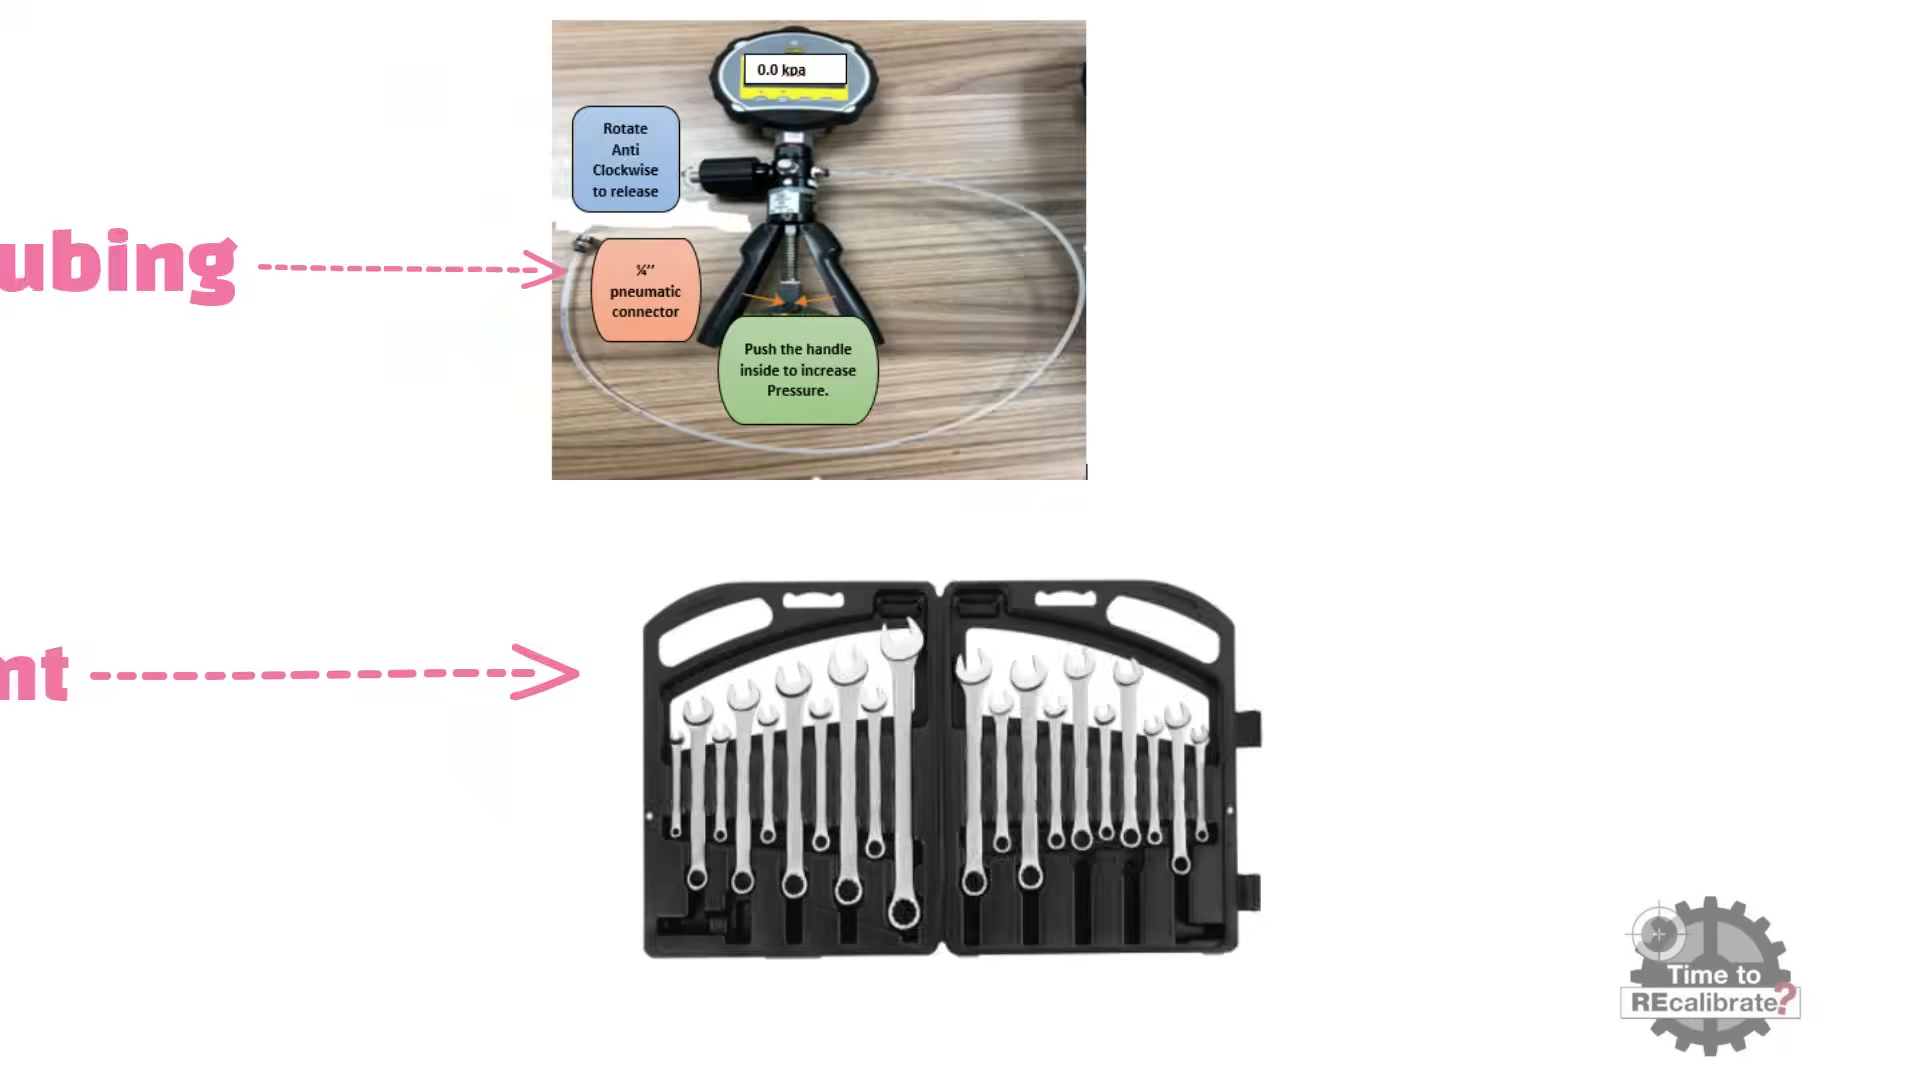 0.0 kpa
Rotate
Anti
Clockwise
to release
ubing
¼’’
pneumatic
connector
Push the handle
inside to increase
Pressure.
nt
Time to
REcalibrate?